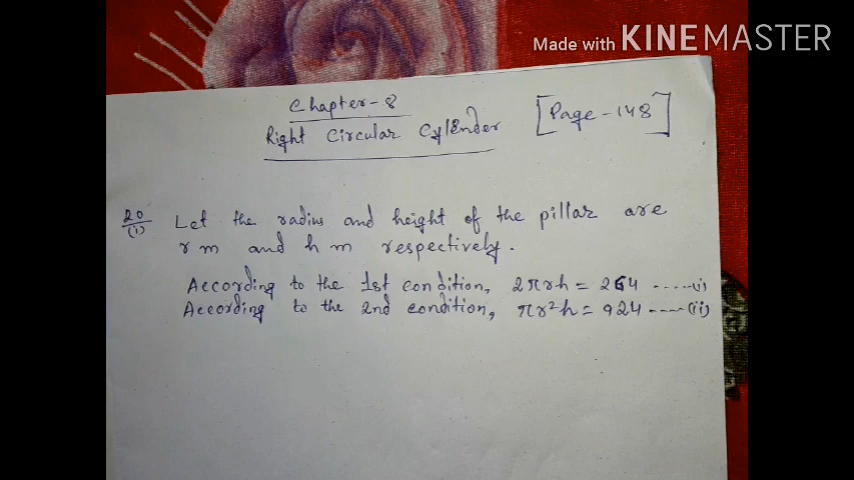 Made with KINEMASTER
Chapter-8
Right Circular Cylinder [Page-148]
20/(i) Let the radius and height of the pillar are
r m and h m respectively.
According to the 1st condition, 2πrh = 264 .....(i)
According to the 2nd condition, πr²h = 924 .....(ii)